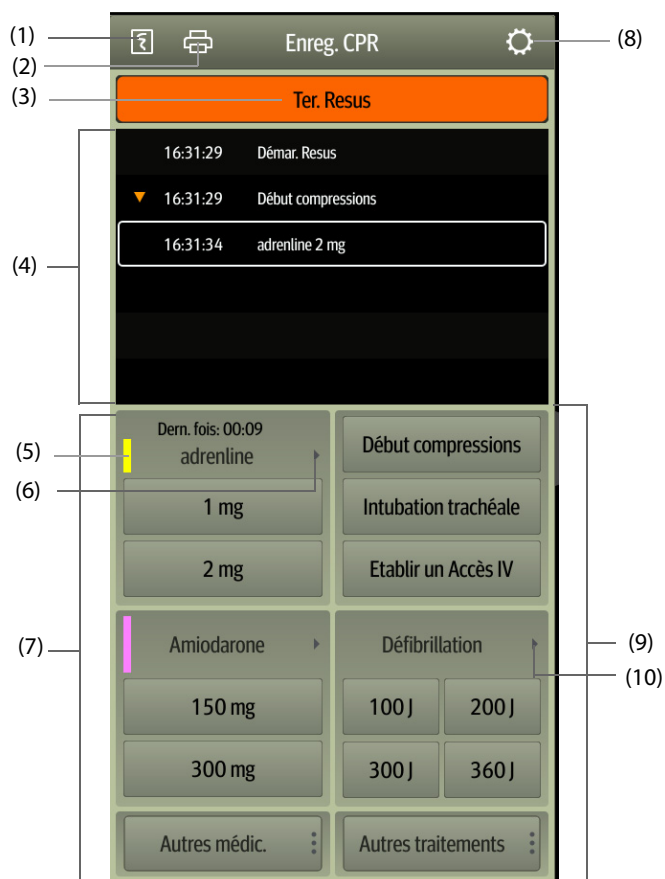 (1)
(2)
Enreg. CPR
(8)
(3)
Ter. Resus
16:31:29 Démar. Resus
16:31:29 Début compressions
16:31:34 adrenline 2 mg
(4)
Dern. fois: 00:09
adrenline
(5)
(6)
1 mg
2 mg
Début compressions
Intubation trachéale
Etablir un Accès IV
(7)
Amiodarone
150 mg
300 mg
Défibrillation
(9)
(10)
100 J 200 J
300 J 360 J
Autres médic.
Autres traitements